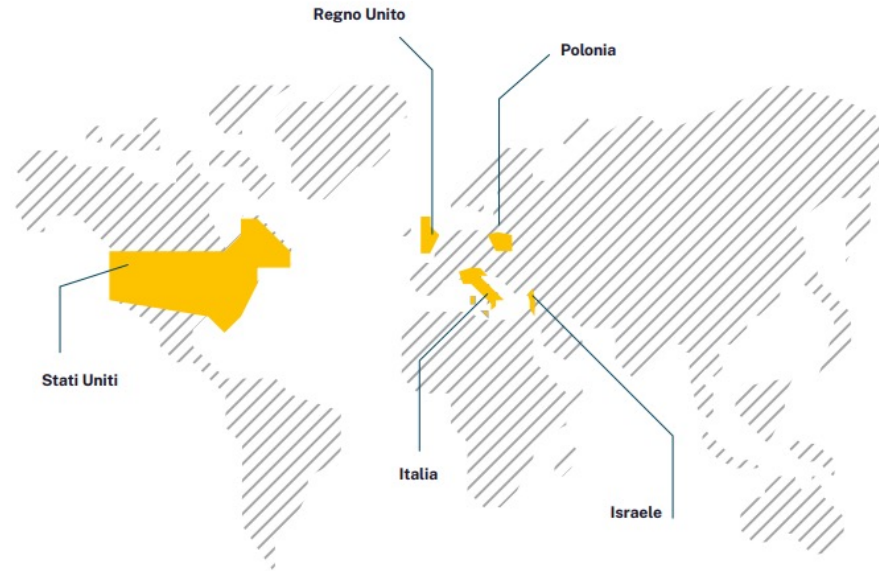 Regno Unito
Polonia
Stati Uniti
Italia
Israele